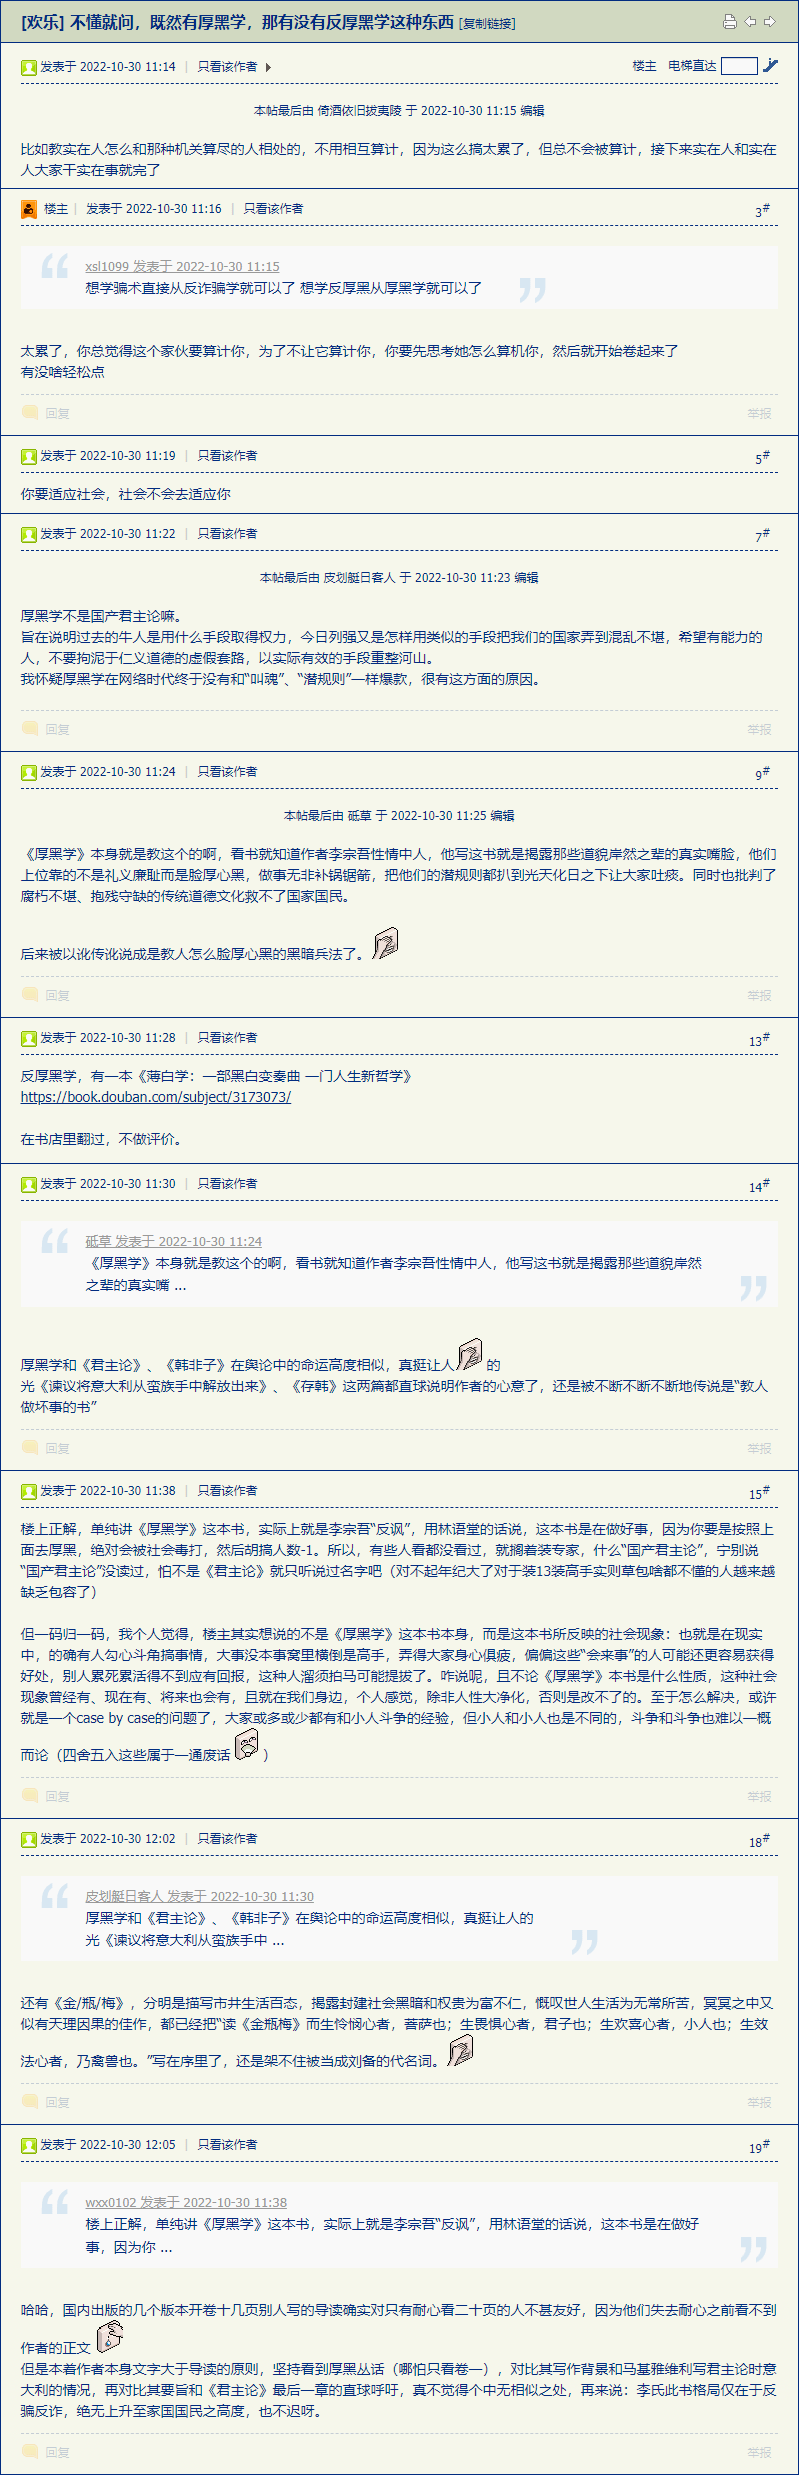 [欢乐] 不懂就问，既然有厚黑学，那有没有反厚黑学这种东西 [复制链接]
发表于 2022-10-30 11:14 | 只看该作者
楼主 电梯直达
本帖最后由 倚酒依旧拔夷陵 于 2022-10-30 11:15 编辑
比如教实在人怎么和那种机关算尽的人相处的，不用相互算计，因为这么搞太累了，但总不会被算计，接下来实在人和实在
人大家干实在事就完了
楼主 | 发表于 2022-10-30 11:16 | 只看该作者
3#
xsl1099 发表于 2022-10-30 11:15
想学骗术直接从反诈骗学就可以了 想学反厚黑从厚黑学就可以了
太累了，你总觉得这个家伙要算计你，为了不让它算计你，你要先思考她怎么算机你，然后就开始卷起来了
有没啥轻松点
回复
举报
发表于 2022-10-30 11:19 | 只看该作者
5#
你要适应社会，社会不会去适应你
发表于 2022-10-30 11:22 | 只看该作者
7#
本帖最后由 皮划艇日客人 于 2022-10-30 11:23 编辑
厚黑学不是国产君主论嘛。
旨在说明过去的牛人是用什么手段取得权力，今日列强又是怎样用类似的手段把我们的国家弄到混乱不堪，希望有能力的
人，不要拘泥于仁义道德的虚假套路，以实际有效的手段重整河山。
我怀疑厚黑学在网络时代终于没有和“叫魂”、“潜规则”一样爆款，很有这方面的原因。
回复
举报
发表于 2022-10-30 11:24 | 只看该作者
9#
本帖最后由 砥草 于 2022-10-30 11:25 编辑
《厚黑学》本身就是教这个的啊，看书就知道作者李宗吾性情中人，他写这书就是揭露那些道貌岸然之辈的真实嘴脸，他们
上位靠的不是礼义廉耻而是脸厚心黑，做事无非补锅锯箭，把他们的潜规则都扒到光天化日之下让大家吐痰。同时也批判了
腐朽不堪、抱残守缺的传统道德文化救不了国家国民。
后来被以讹传讹说成是教人怎么脸厚心黑的黑暗兵法了。
回复
举报
发表于 2022-10-30 11:28 | 只看该作者
13#
反厚黑学，有一本《薄白学：一部黑白变奏曲 一门人生新哲学》
https://book.douban.com/subject/3173073/
在书店里翻过，不做评价。
发表于 2022-10-30 11:30 | 只看该作者
14#
砥草 发表于 2022-10-30 11:24
《厚黑学》本身就是教这个的啊，看书就知道作者李宗吾性情中人，他写这书就是揭露那些道貌岸然
之辈的真实嘴 ...
厚黑学和《君主论》、《韩非子》在舆论中的命运高度相似，真挺让人 的
光《谏议将意大利从蛮族手中解放出来》、《存韩》这两篇都直球说明作者的心意了，还是被不断不断不断地传说是“教人
做坏事的书”
回复
举报
发表于 2022-10-30 11:38 | 只看该作者
15#
楼上正解，单纯讲《厚黑学》这本书，实际上就是李宗吾“反讽”，用林语堂的话说，这本书是在做好事，因为你要是按照上
面去厚黑，绝对会被社会毒打，然后胡搞人数-1。所以，有些人看都没看过，就搁着装专家，什么“国产君主论”，宁别说
“国产君主论”没读过，怕不是《君主论》就只听说过名字吧（对不起年纪大了对于装13装高手实则草包啥都不懂的人越来越
缺乏包容了）
但一码归一码，我个人觉得，楼主其实想说的不是《厚黑学》这本书本身，而是这本书所反映的社会现象：也就是在现实
中，的确有人勾心斗角搞事情，大事没本事窝里横倒是高手，弄得大家身心俱疲，偏偏这些“会来事”的人可能还更容易获得
好处，别人累死累活得不到应有回报，这种人溜须拍马可能提拔了。咋说呢，且不论《厚黑学》本书是什么性质，这种社会
现象曾经有、现在有、将来也会有，且就在我们身边，个人感觉，除非人性大净化，否则是改不了的。至于怎么解决，或许
就是一个case by case的问题了，大家或多或少都有和小人斗争的经验，但小人和小人也是不同的，斗争和斗争也难以一概
而论（四舍五入这些属于一通废话 ）
回复
举报
发表于 2022-10-30 12:02 | 只看该作者
18#
皮划艇日客人 发表于 2022-10-30 11:30
厚黑学和《君主论》、《韩非子》在舆论中的命运高度相似，真挺让人的
光《谏议将意大利从蛮族手中 ...
还有《金/瓶/梅》，分明是描写市井生活百态，揭露封建社会黑暗和权贵为富不仁，慨叹世人生活为无常所苦，冥冥之中又
似有天理因果的佳作，都已经把“读《金瓶梅》而生怜悯心者，菩萨也；生畏惧心者，君子也；生欢喜心者，小人也；生效
法心者，乃禽兽也。”写在序里了，还是架不住被当成刘备的代名词。
回复
举报
发表于 2022-10-30 12:05 | 只看该作者
19#
wxx0102 发表于 2022-10-30 11:38
楼上正解，单纯讲《厚黑学》这本书，实际上就是李宗吾“反讽”，用林语堂的话说，这本书是在做好
事，因为你 ...
哈哈，国内出版的几个版本开卷十几页别人写的导读确实对只有耐心看二十页的人不甚友好，因为他们失去耐心之前看不到
作者的正文
但是本着作者本身文字大于导读的原则，坚持看到厚黑丛话（哪怕只看卷一），对比其写作背景和马基雅维利写君主论时意
大利的情况，再对比其要旨和《君主论》最后一章的直球呼吁，真不觉得个中无相似之处，再来说：李氏此书格局仅在于反
骗反诈，绝无上升至家国国民之高度，也不迟呀。
回复
举报